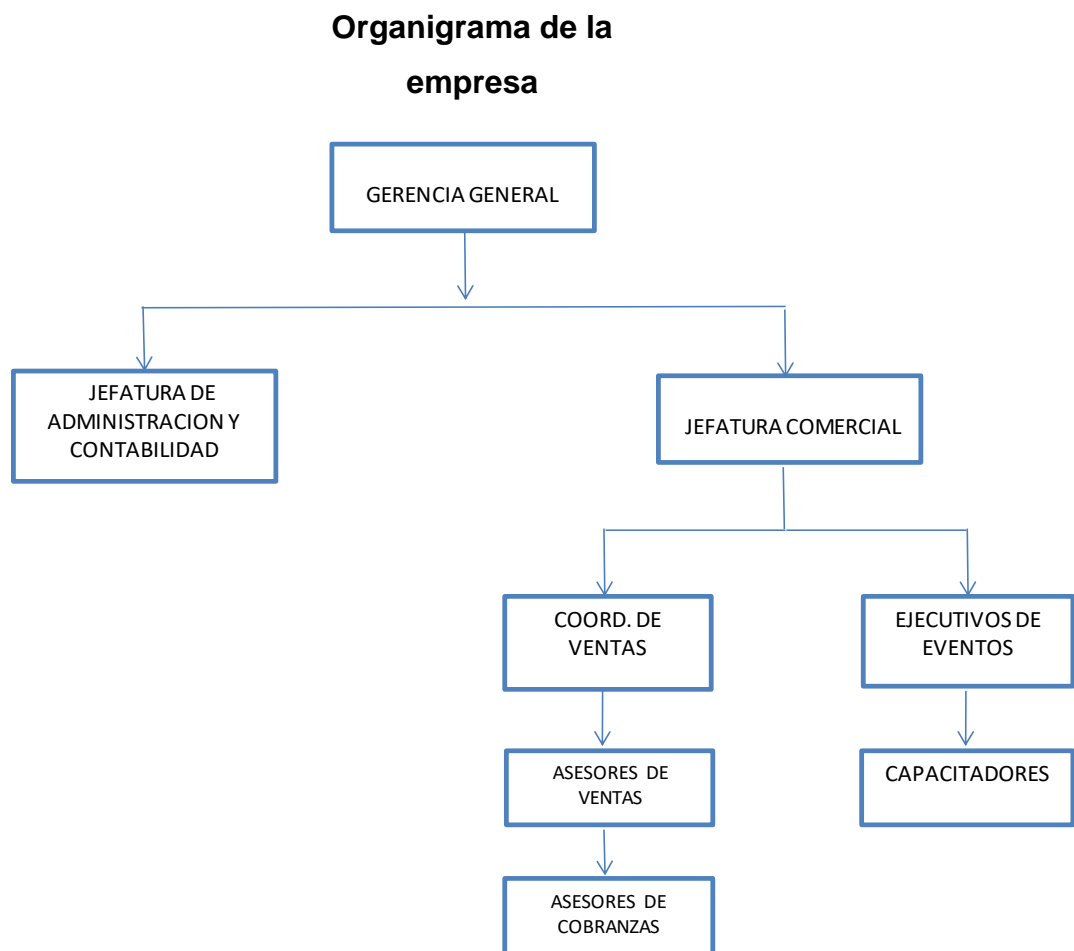 Organigrama de la
empresa
GERENCIA GENERAL
JEFATURA DE
ADMINISTRACION Y
CONTABILIDAD
JEFATURA COMERCIAL
COORD. DE
VENTAS
EJECUTIVOS DE
EVENTOS
ASESORES DE
VENTAS
CAPACITADORES
ASESORES DE
COBRANZAS